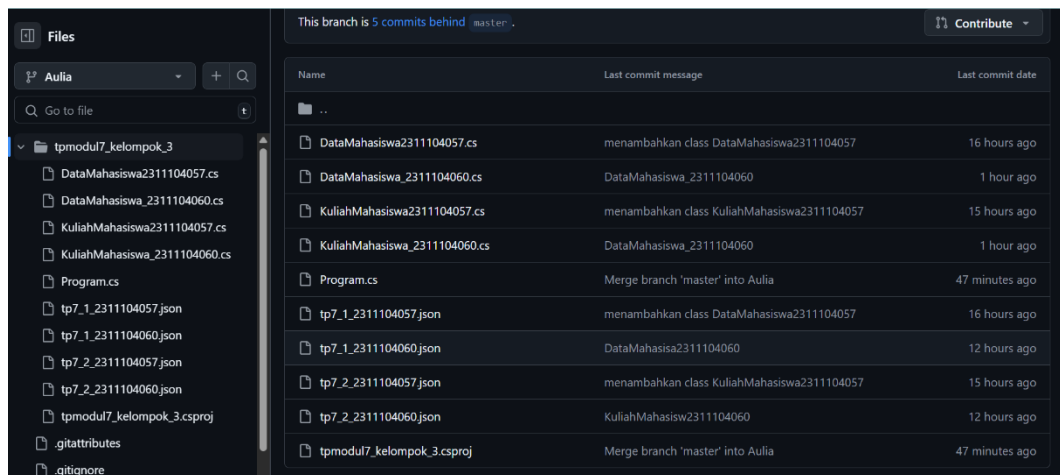 Files
Aulia
Go to file
t
tpmodul7_kelompok_3
DataMahasiswa2311104057.cs
DataMahasiswa_2311104060.cs
KuliahMahasiswa2311104057.cs
KuliahMahasiswa_2311104060.cs
Program.cs
tp7_1_2311104057.json
tp7_1_2311104060.json
tp7_2_2311104057.json
tp7_2_2311104060.json
tpmodul7_kelompok_3.csproj
.gitattributes
.gitignore
This branch is 5 commits behind master .
Contribute
Name Last commit message Last commit date
..
DataMahasiswa2311104057.cs menambahkan class DataMahasiswa2311104057 16 hours ago
DataMahasiswa_2311104060.cs DataMahasiswa_2311104060 1 hour ago
KuliahMahasiswa2311104057.cs menambahkan class KuliahMahasiswa2311104057 15 hours ago
KuliahMahasiswa_2311104060.cs DataMahasiswa_2311104060 1 hour ago
Program.cs Merge branch 'master' into Aulia 47 minutes ago
tp7_1_2311104057.json menambahkan class DataMahasiswa2311104057 16 hours ago
tp7_1_2311104060.json DataMahasisa2311104060 12 hours ago
tp7_2_2311104057.json menambahkan class KuliahMahasiswa2311104057 15 hours ago
tp7_2_2311104060.json KuliahMahasisw2311104060 12 hours ago
tpmodul7_kelompok_3.csproj Merge branch 'master' into Aulia 47 minutes ago